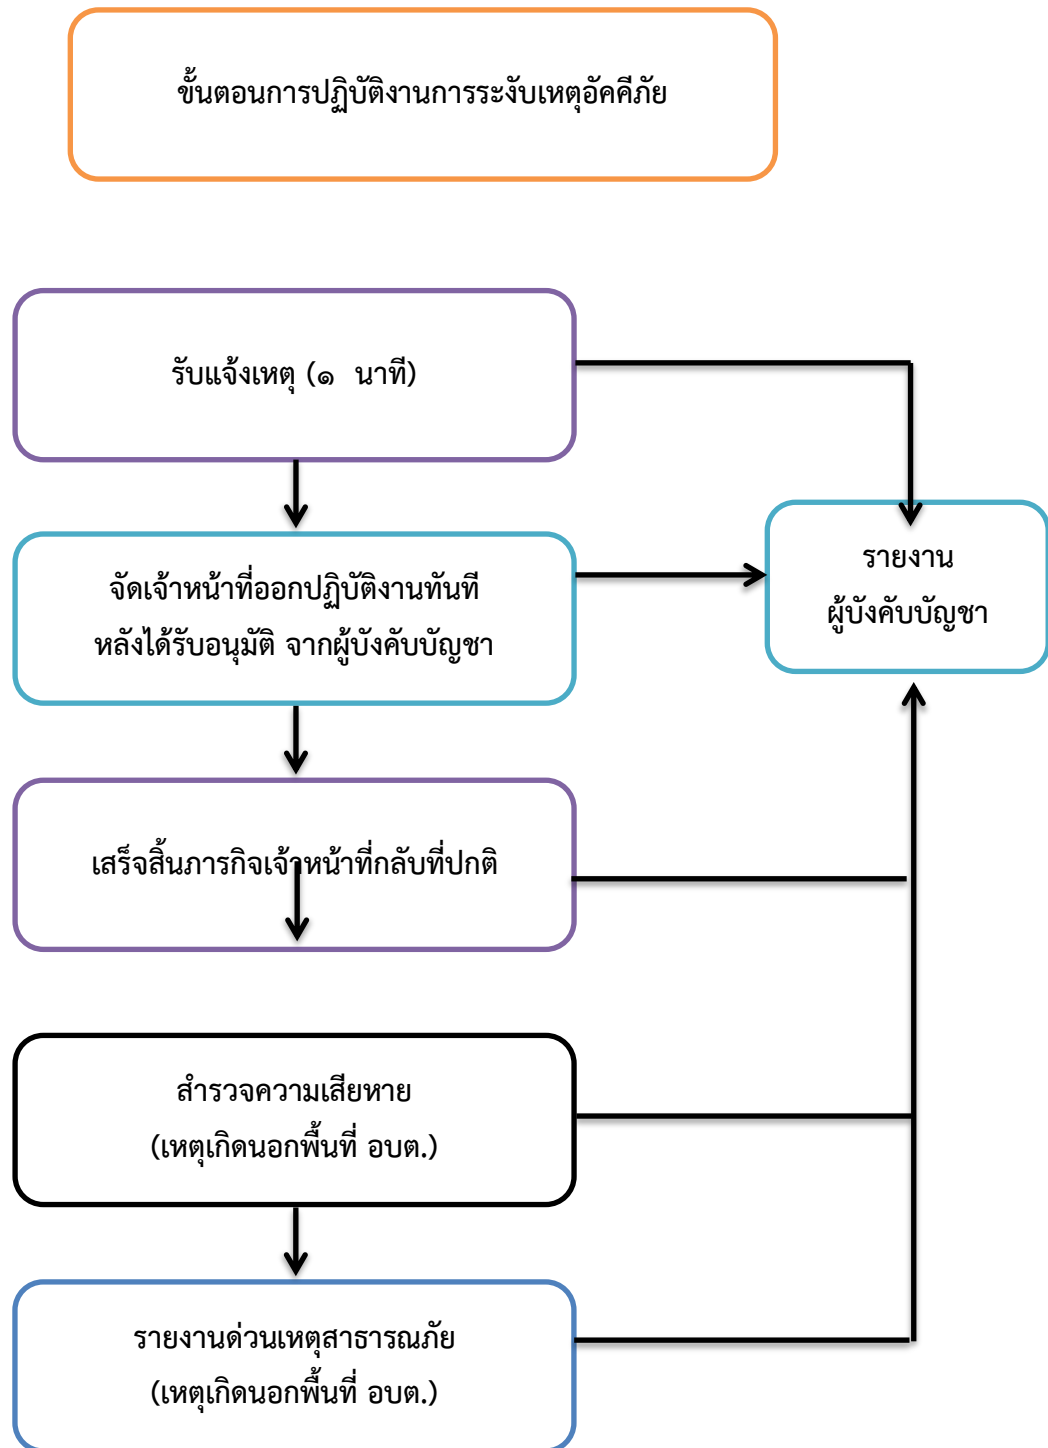 ขั้นตอนการปฏิบัติงานการระงับเหตุอัคคีภัย
รับแจ้งเหตุ (๑ นาที)
จัดเจ้าหน้าที่ออกปฏิบัติงานทันที
หลังได้รับอนุมัติ จากผู้บังคับบัญชา
รายงาน
ผู้บังคับบัญชา
เสร็จสิ้นภารกิจเจ้าหน้าที่กลับที่ปกติ
สำรวจความเสียหาย
(เหตุเกิดนอกพื้นที่ อบต.)
รายงานด่วนเหตุสาธารณภัย
(เหตุเกิดนอกพื้นที่ อบต.)